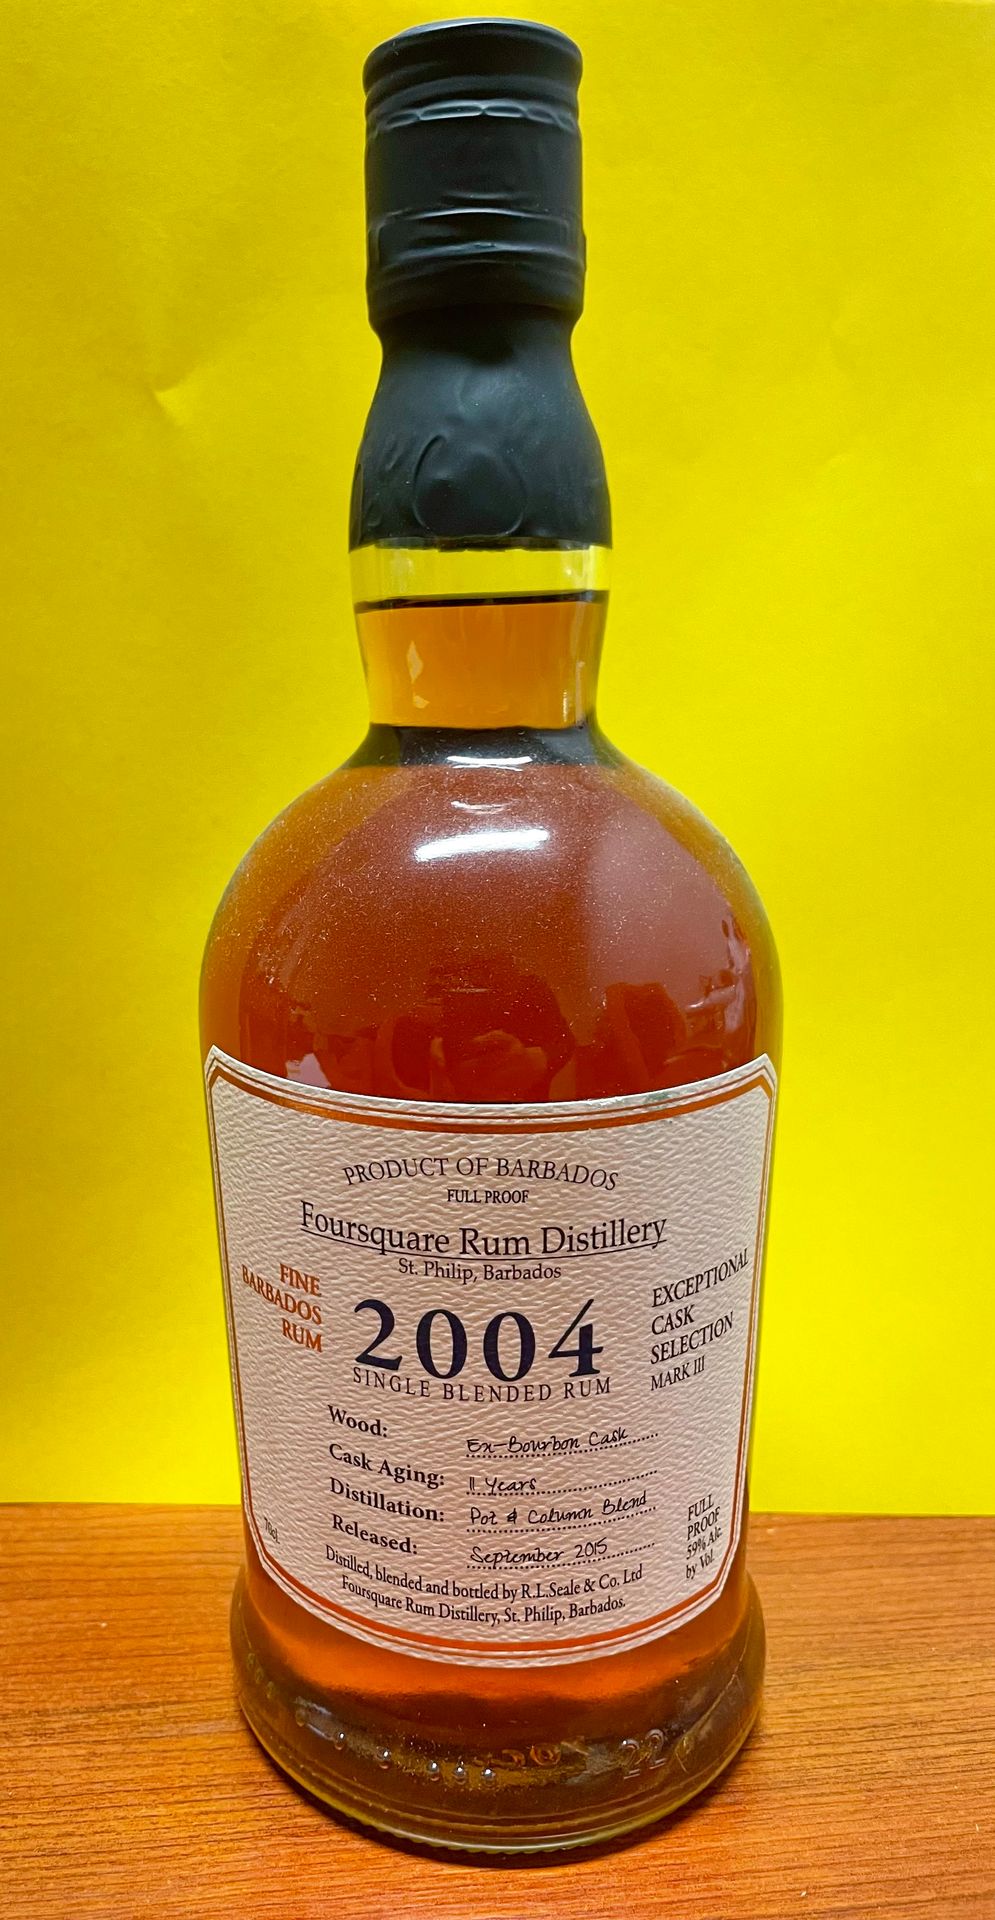 PRODUCT OF BARBADOS
FULL PROOF
Foursquare Rum Distillery
St. Philip, Barbados
FINE
BARBADOS
RUM
2004
SINGLE BLENDED RUM
EXCEPTIONAL
CASK
SELECTION
MARK III
Wood: Ex-Bourbon Cask
Cask Aging: 11 Years
Distillation: Pot & Column Blend
Released: September 2015
70cl
FULL
PROOF
59% Alc.
by Vol.
Distilled, blended and bottled by R.L.Seale & Co. Ltd
Foursquare Rum Distillery, St. Philip, Barbados.
22